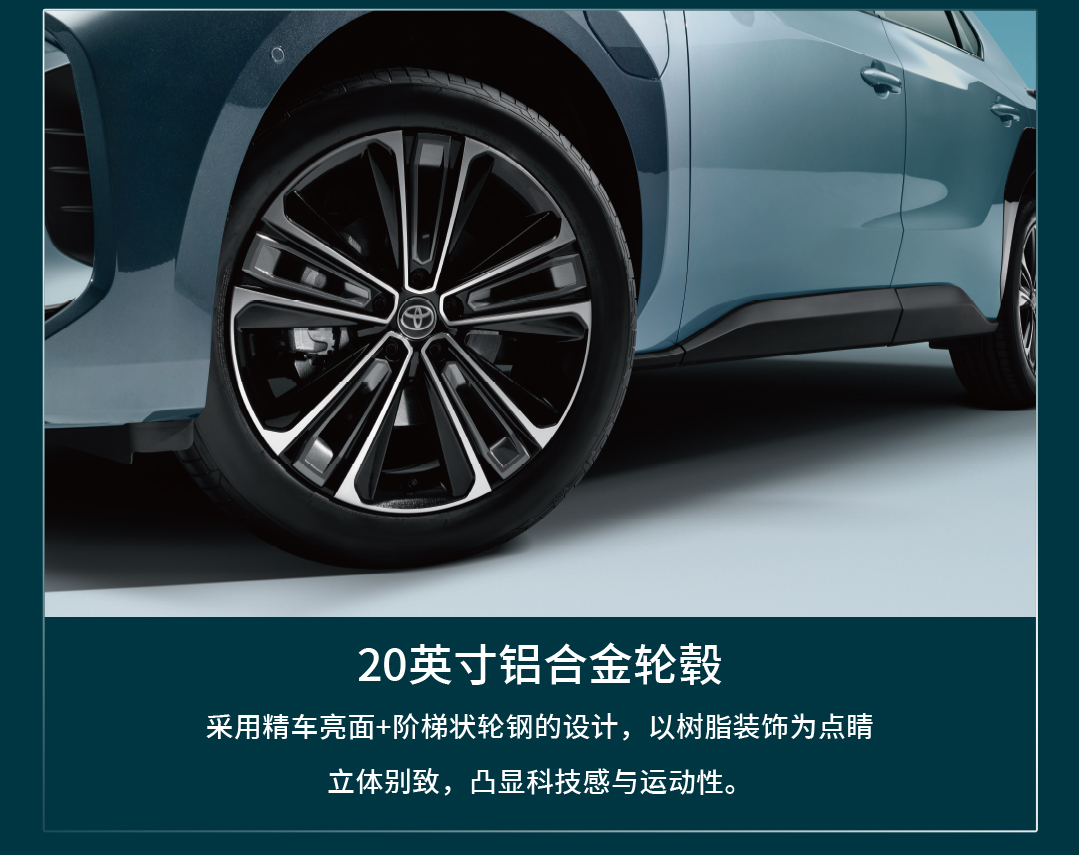 20英寸铝合金轮毂
采用精车亮面+阶梯状轮钢的设计，以树脂装饰为点睛
立体别致，凸显科技感与运动性。